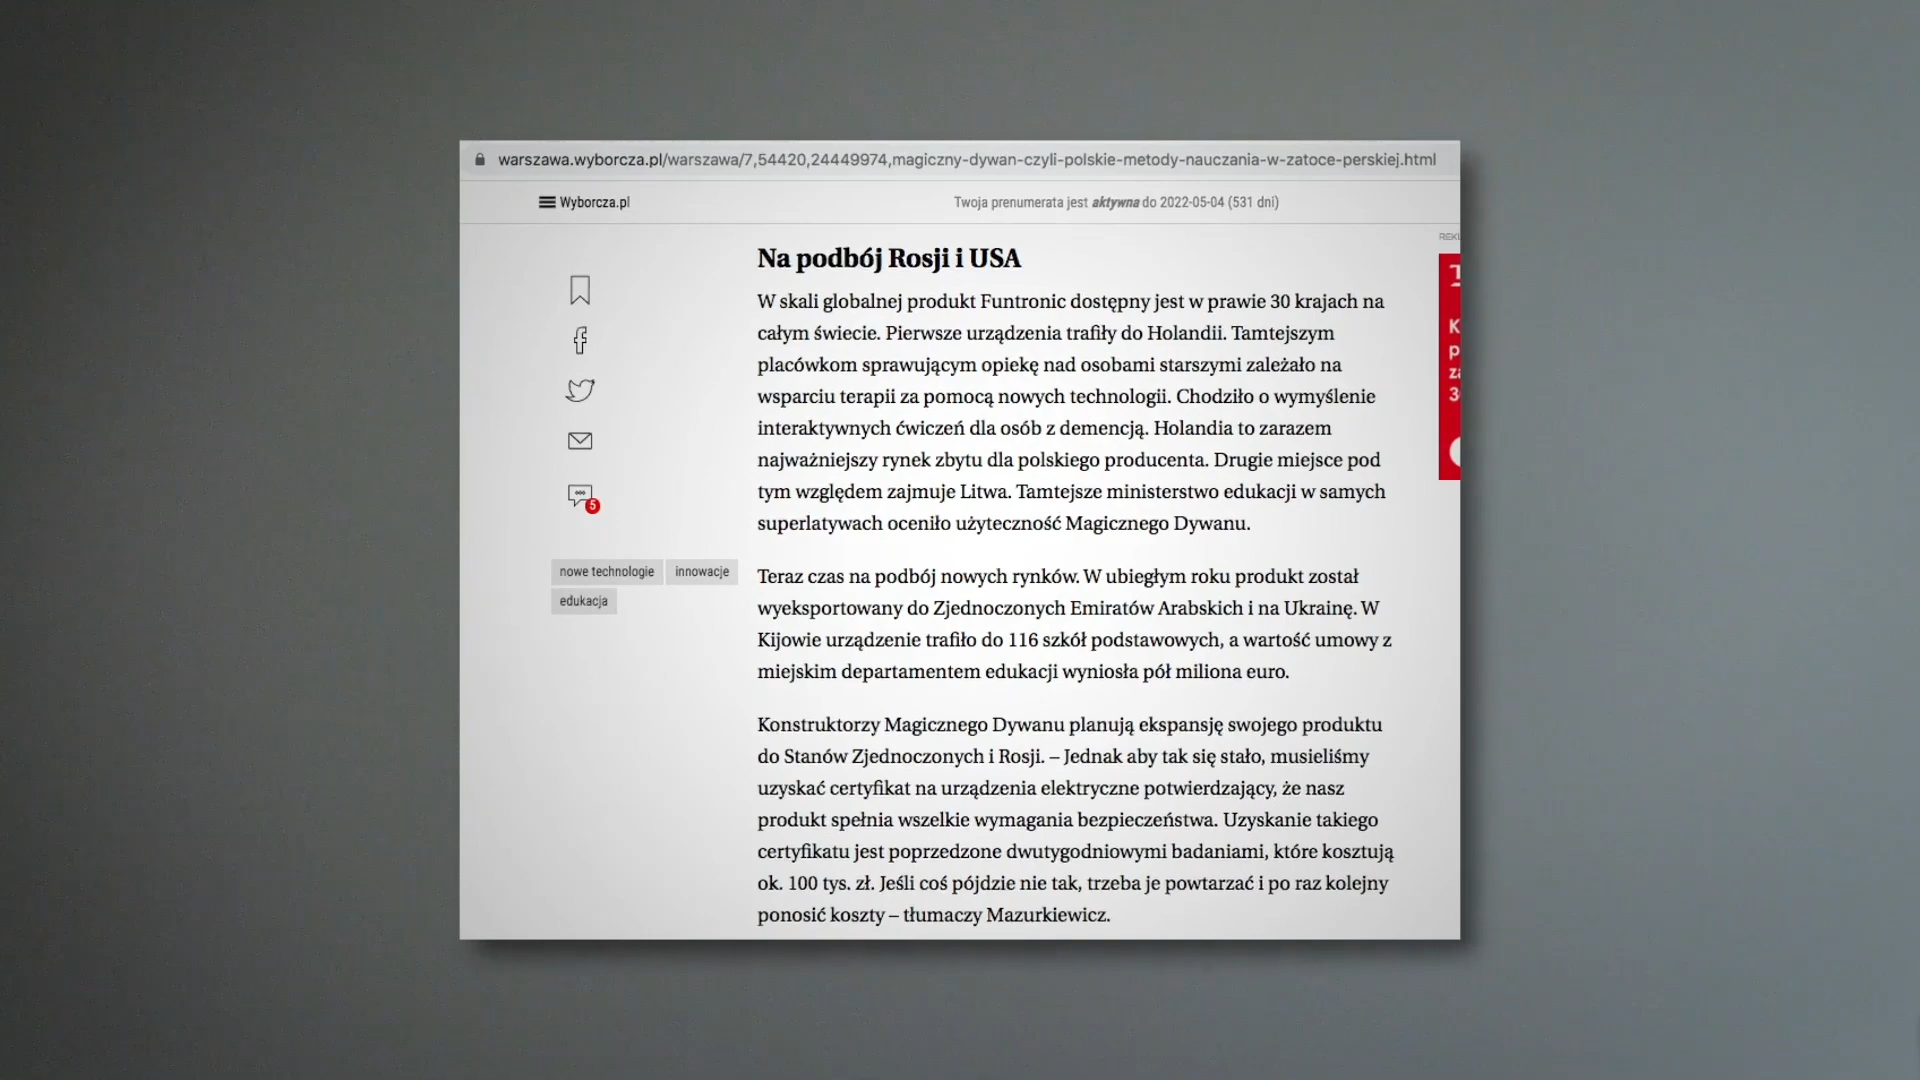 warszawa.wyborcza.pl/warszawa/7,54420,24449974,magiczny-dywan-czyli-polskie-metody-nauczania-w-zatoce-perskiej.html
Wyborcza.pl
Twoja prenumerata jest aktywna do 2022-05-04 (531 dni)
Na podbój Rosji i USA
W skali globalnej produkt Funtronic dostępny jest w prawie 30 krajach na
całym świecie. Pierwsze urządzenia trafiły do Holandii. Tamtejszym
placówkom sprawującym opiekę nad osobami starszymi zależało na
wsparciu terapii za pomocą nowych technologii. Chodziło o wymyślenie
interaktywnych ćwiczeń dla osób z demencją. Holandia to zarazem
najważniejszy rynek zbytu dla polskiego producenta. Drugie miejsce pod
tym względem zajmuje Litwa. Tamtejsze ministerstwo edukacji w samych
superlatywach oceniło użyteczność Magicznego Dywanu.
5
nowe technologie
innowacje
edukacja
Teraz czas na podbój nowych rynków. W ubiegłym roku produkt został
wyeksportowany do Zjednoczonych Emiratów Arabskich i na Ukrainę. W
Kijowie urządzenie trafiło do 116 szkół podstawowych, a wartość umowy z
miejskim departamentem edukacji wyniosła pół miliona euro.
Konstruktorzy Magicznego Dywanu planują ekspansję swojego produktu
do Stanów Zjednoczonych i Rosji. – Jednak aby tak się stało, musieliśmy
uzyskać certyfikat na urządzenia elektryczne potwierdzający, że nasz
produkt spełnia wszelkie wymagania bezpieczeństwa. Uzyskanie takiego
certyfikatu jest poprzedzone dwutygodniowymi badaniami, które kosztują
ok. 100 tys. zł. Jeśli coś pójdzie nie tak, trzeba je powtarzać i po raz kolejny
ponosić koszty – tłumaczy Mazurkiewicz.